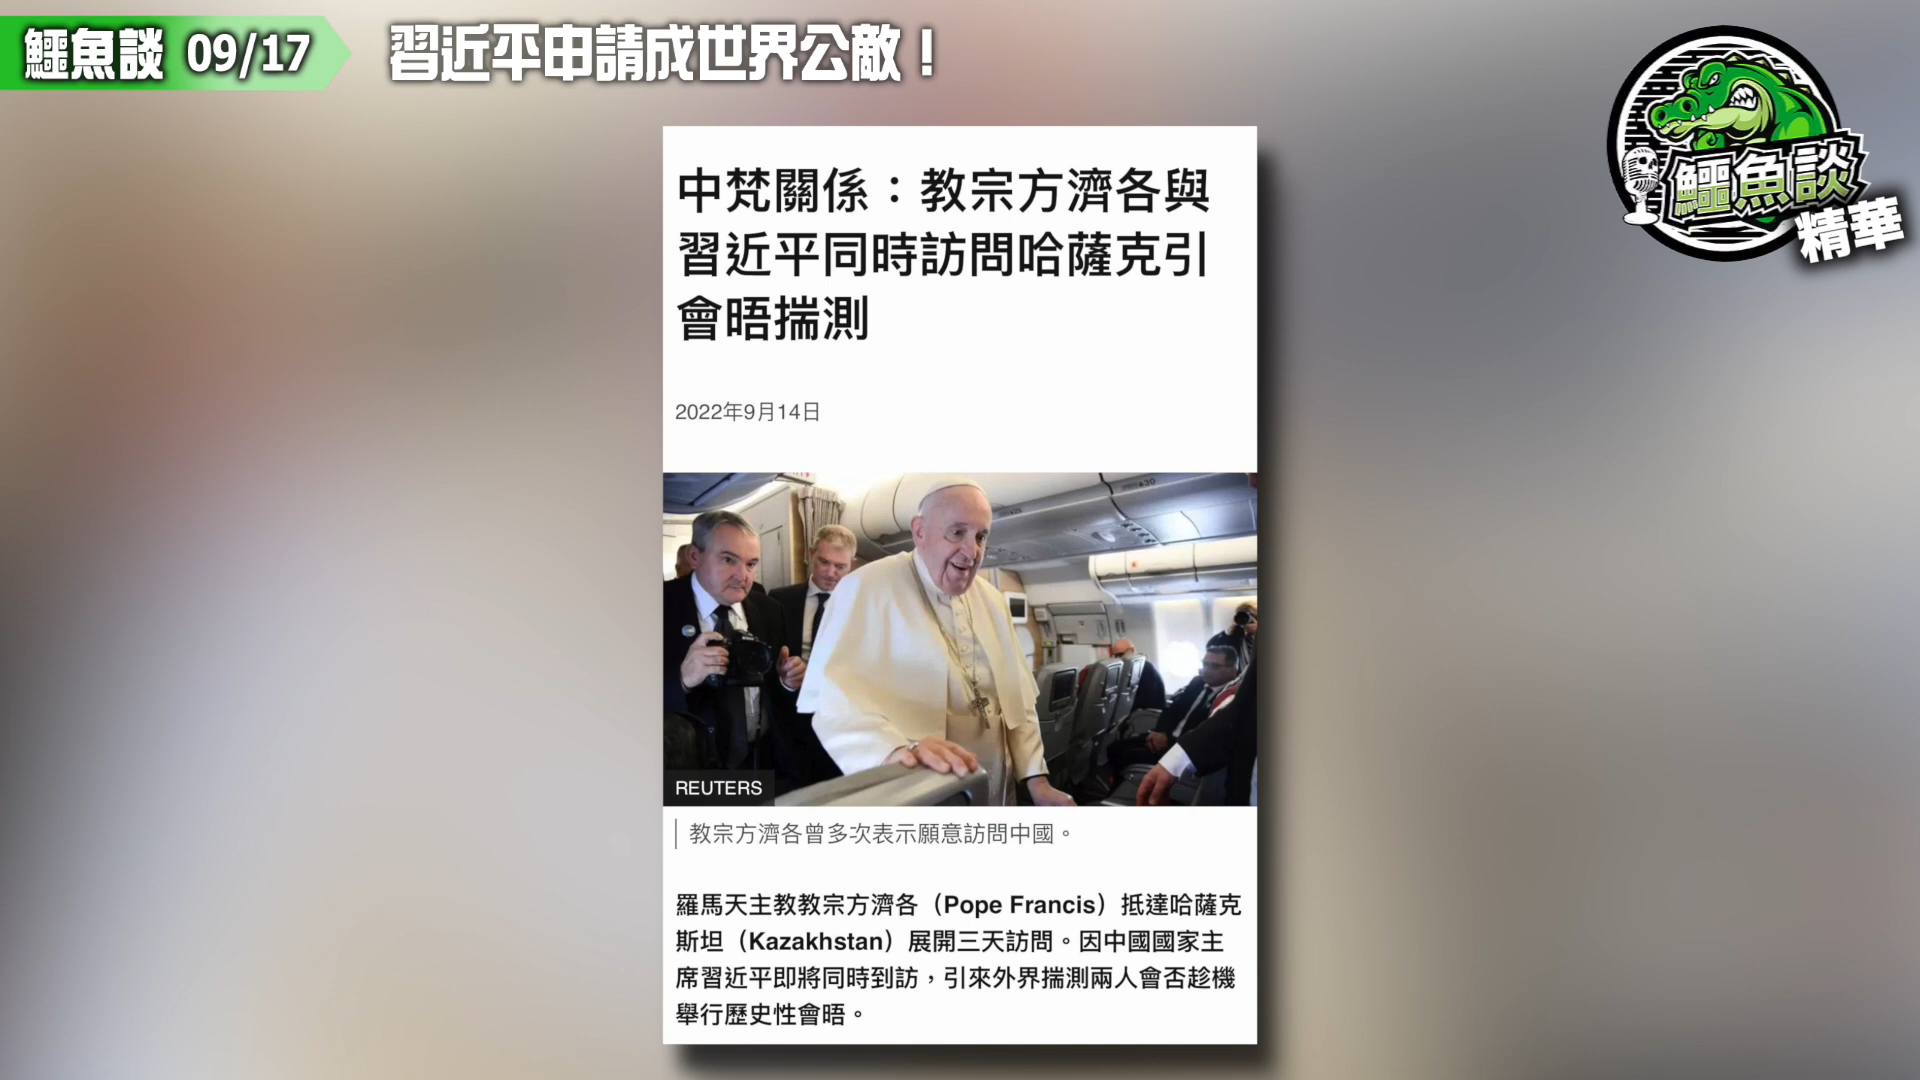 鱷魚談 09/17
習近平申請成世界公敵！
鱷魚談
精華
中梵關係：教宗方濟各與
習近平同時訪問哈薩克引
會晤揣測
2022年9月14日
REUTERS
教宗方濟各曾多次表示願意訪問中國。
羅馬天主教教宗方濟各（Pope Francis）抵達哈薩克
斯坦（Kazakhstan）展開三天訪問。因中國國家主
席習近平即將同時到訪，引來外界揣測兩人會否趁機
舉行歷史性會晤。